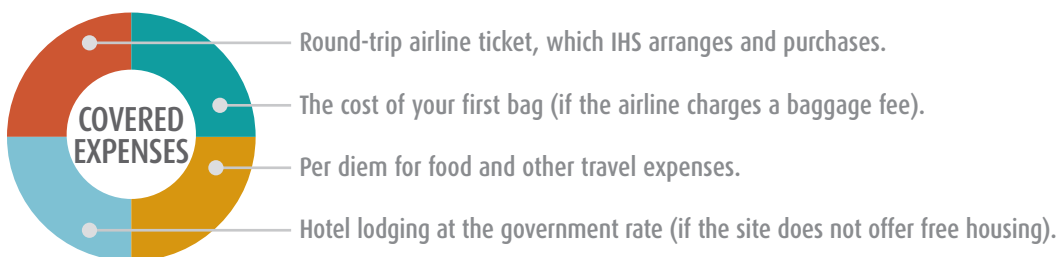 Round-trip airline ticket, which IHS arranges and purchases.
The cost of your first bag (if the airline charges a baggage fee).
COVERED
EXPENSES
Per diem for food and other travel expenses.
Hotel lodging at the government rate (if the site does not offer free housing).